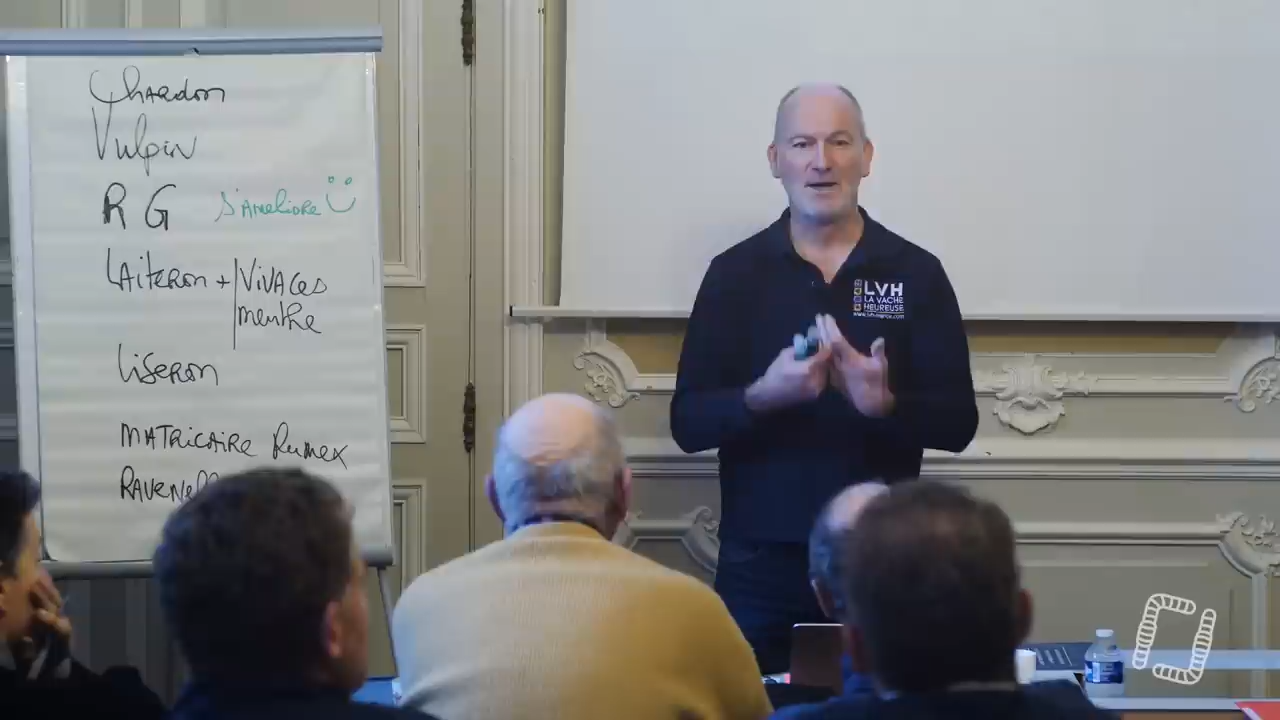 Chardon
Vulpin
R G S'Améliore
LAiTERON + ViVACES
menthe
LiSERON
MATRICAIRE Rumex
LVH
LA VACHE
HEUREUSE